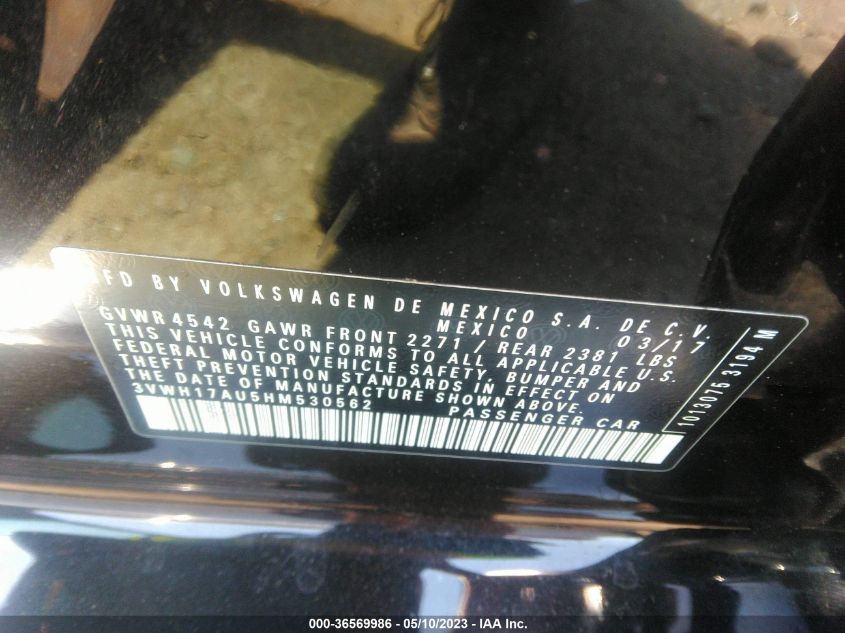 MFD BY VOLKSWAGEN DE MEXICO S.A. DE C.V.
MEXICO 03/17
GVWR 4542 GAWR FRONT 2271 / REAR 2381 LBS
THIS VEHICLE CONFORMS TO ALL APPLICABLE U.S.
FEDERAL MOTOR VEHICLE SAFETY, BUMPER AND
THEFT PREVENTION STANDARDS IN EFFECT ON
THE DATE OF MANUFACTURE SHOWN ABOVE.
3VWH17AU5HM530562 PASSENGER CAR
1013075 3194 M
000-36569986 - 05/10/2023 - IAA Inc.